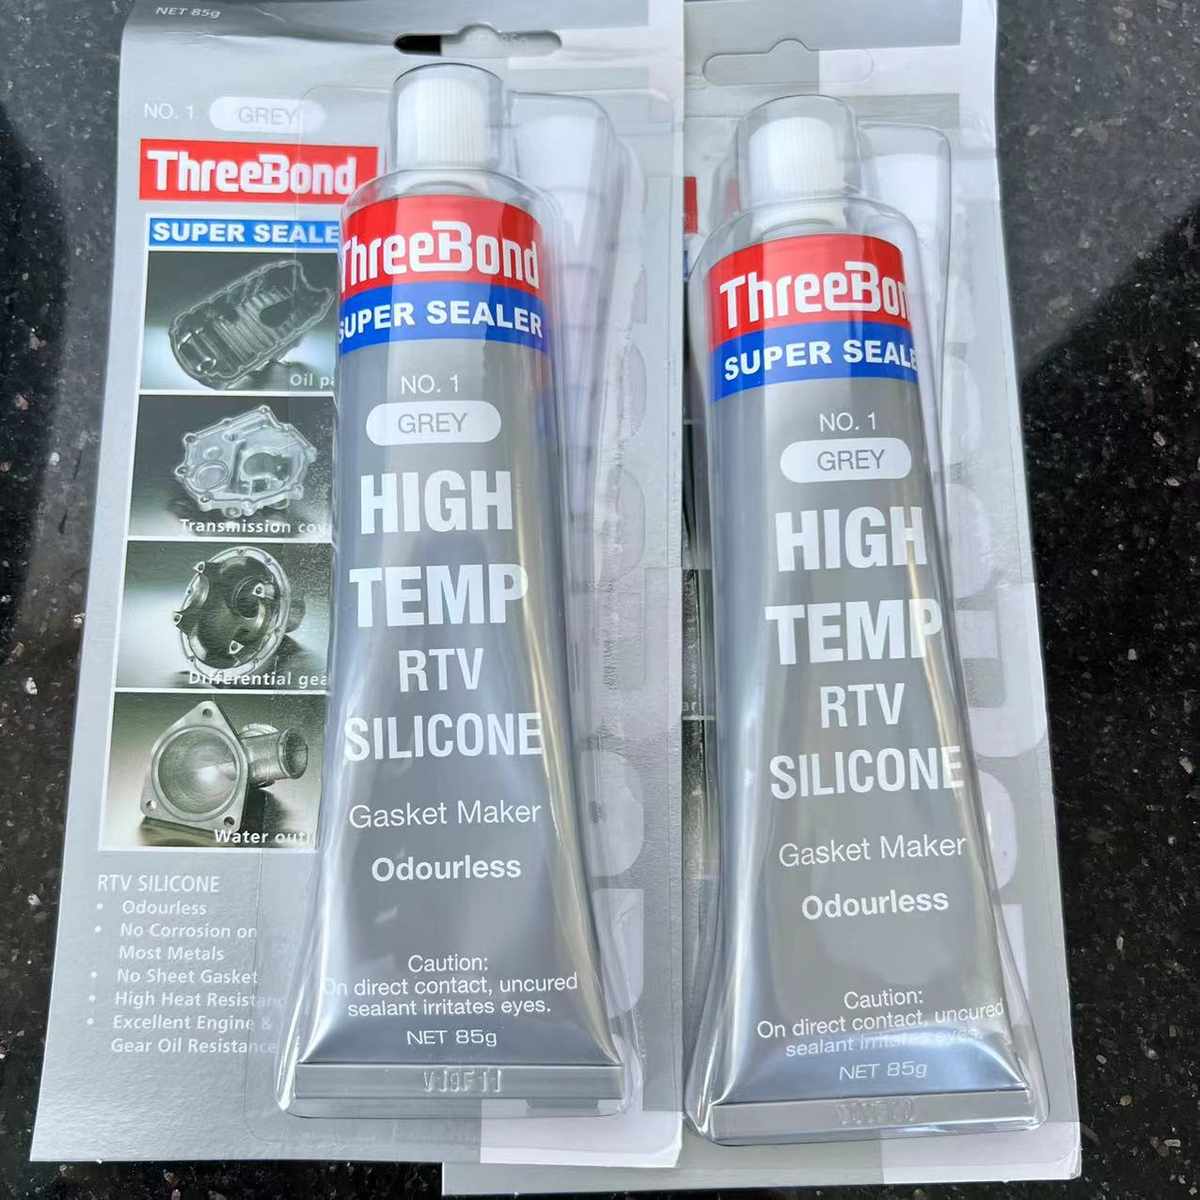 NET 85g
NO. 1 GREY
ThreeBond
SUPER SEALE
Oil pa
Transmission cov
Differential gea
Water outl
RTV SILICONE
• Odourless
• No Corrosion on
Most Metals
• No Sheet Gasket
• High Heat Resistance
• Excellent Engine &
Gear Oil Resistance
ThreeBond
SUPER SEALER
NO. 1
GREY
HIGH
TEMP
RTV
SILICONE
Gasket Maker
Odourless
Caution:
On direct contact, uncured
sealant irritates eyes.
NET 85g
ThreeBon
SUPER SEALE
NO. 1
GREY
HIGH
TEMP
RTV
SILICONE
Gasket Maker
Odourless
Caution:
On direct contact, uncured
sealant irritates eyes.
NET 85g